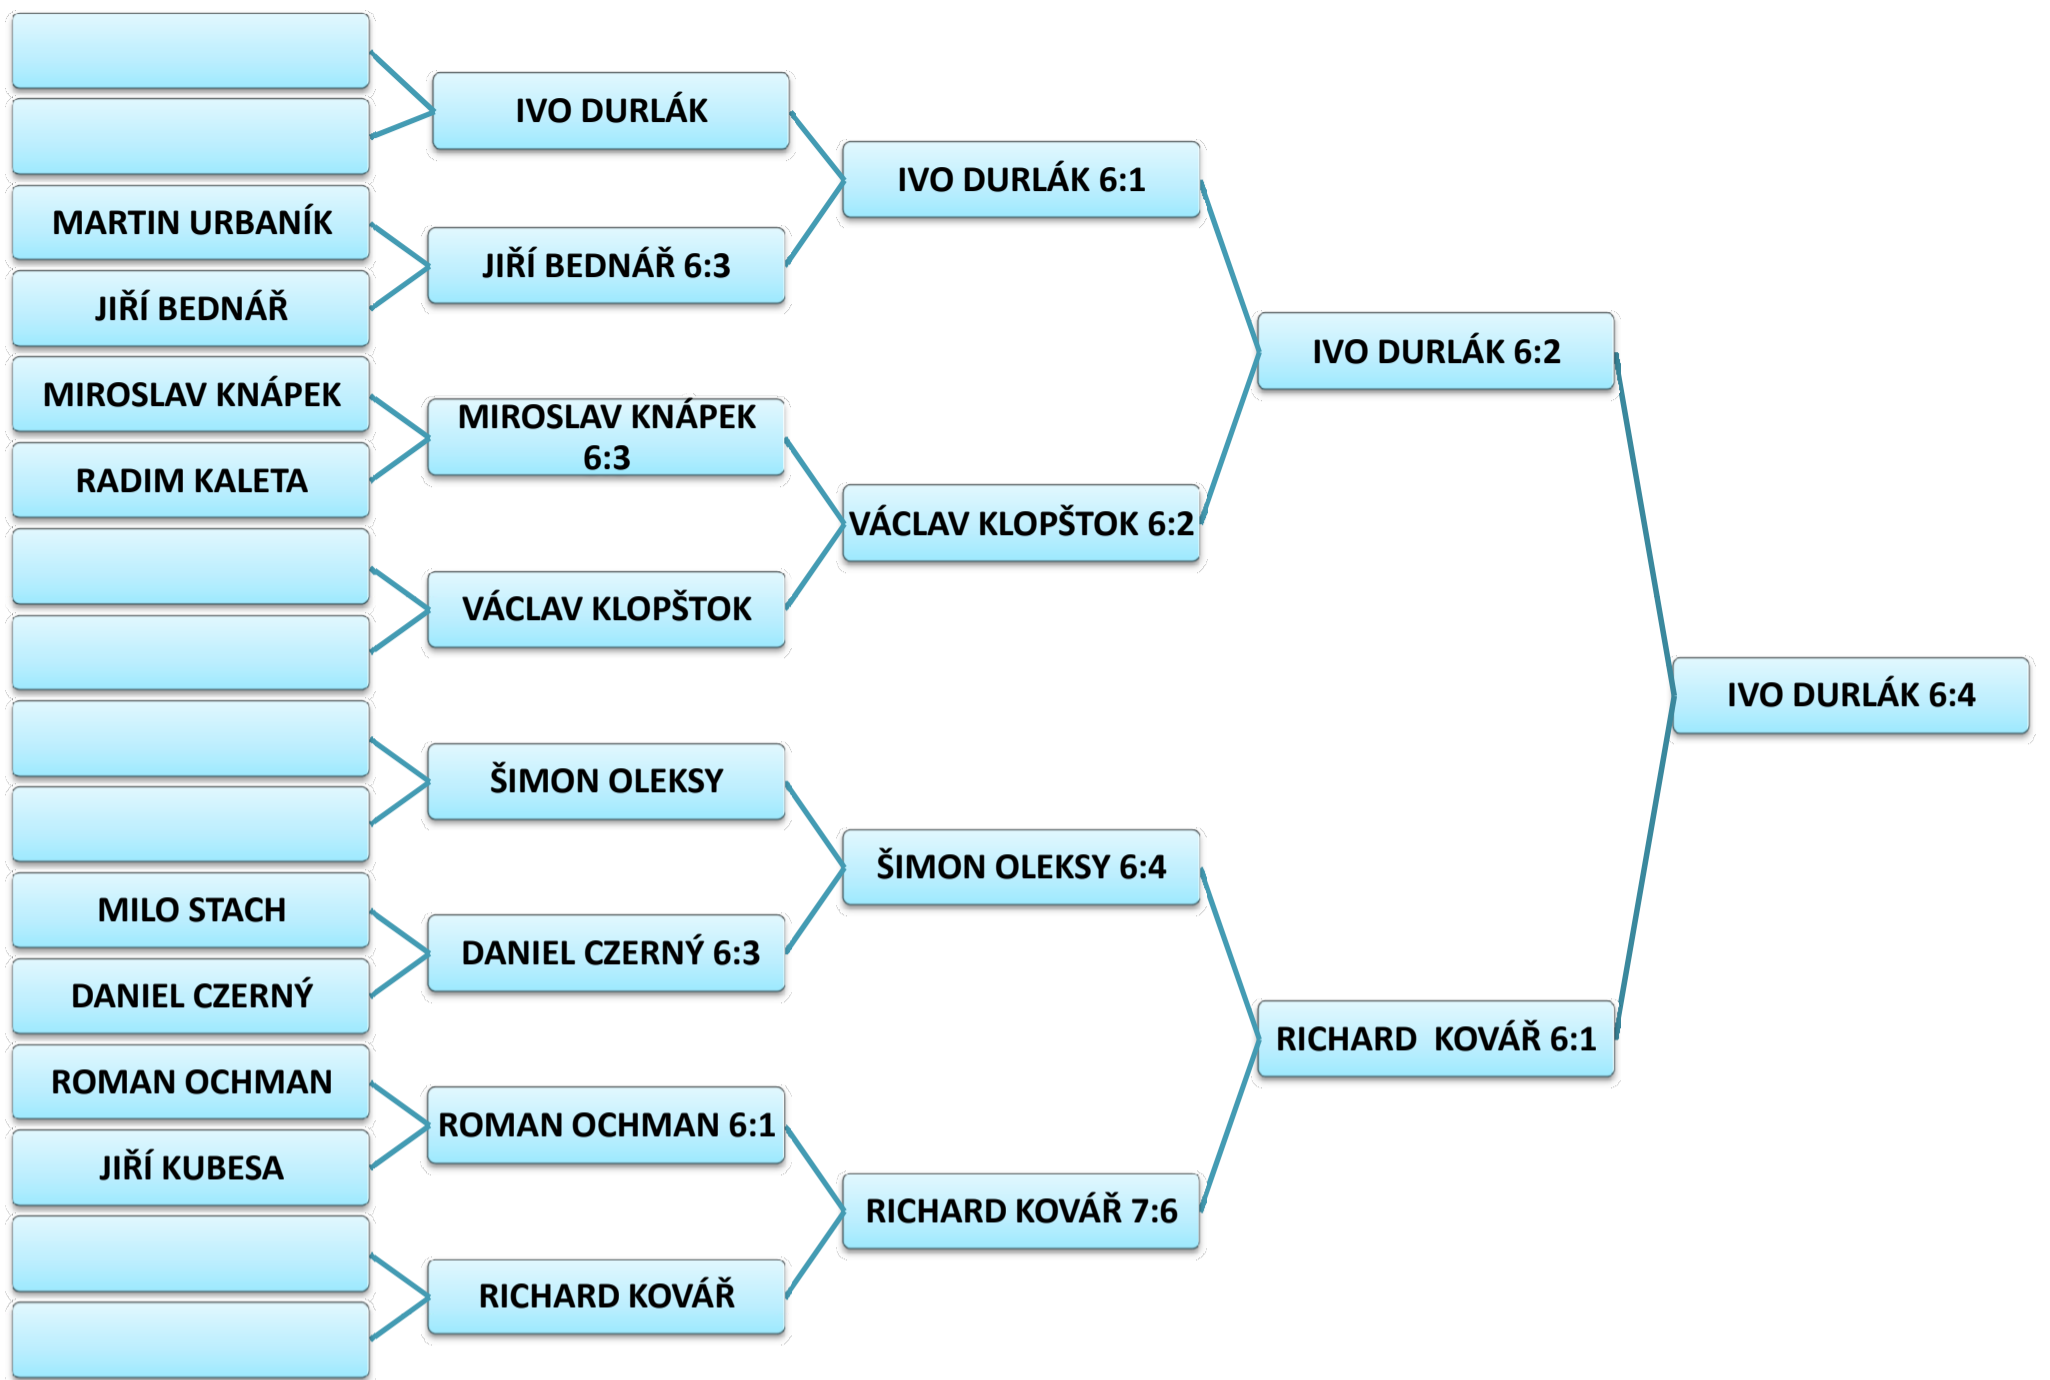 MARTIN URBANÍK
JIŘÍ BEDNÁŘ
MIROSLAV KNÁPEK
RADIM KALETA
MILO STACH
DANIEL CZERNÝ
ROMAN OCHMAN
JIŘÍ KUBESA
IVO DURLÁK
JIŘÍ BEDNÁŘ 6:3
MIROSLAV KNÁPEK
6:3
VÁCLAV KLOPŠTOK
ŠIMON OLEKSY
DANIEL CZERNÝ 6:3
ROMAN OCHMAN 6:1
RICHARD KOVÁŘ
IVO DURLÁK 6:1
VÁCLAV KLOPŠTOK 6:2
ŠIMON OLEKSY 6:4
RICHARD KOVÁŘ 7:6
IVO DURLÁK 6:2
RICHARD  KOVÁŘ 6:1
IVO DURLÁK 6:4